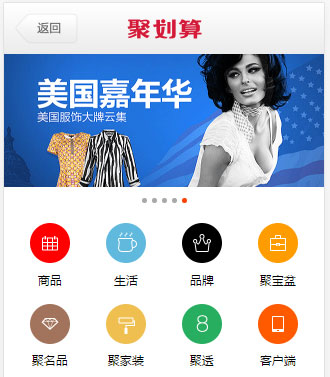 返回
聚划算
美国嘉年华
美国服饰大牌云集
商品 生活 品牌 聚宝盆
聚名品 聚家装 聚透 客户端